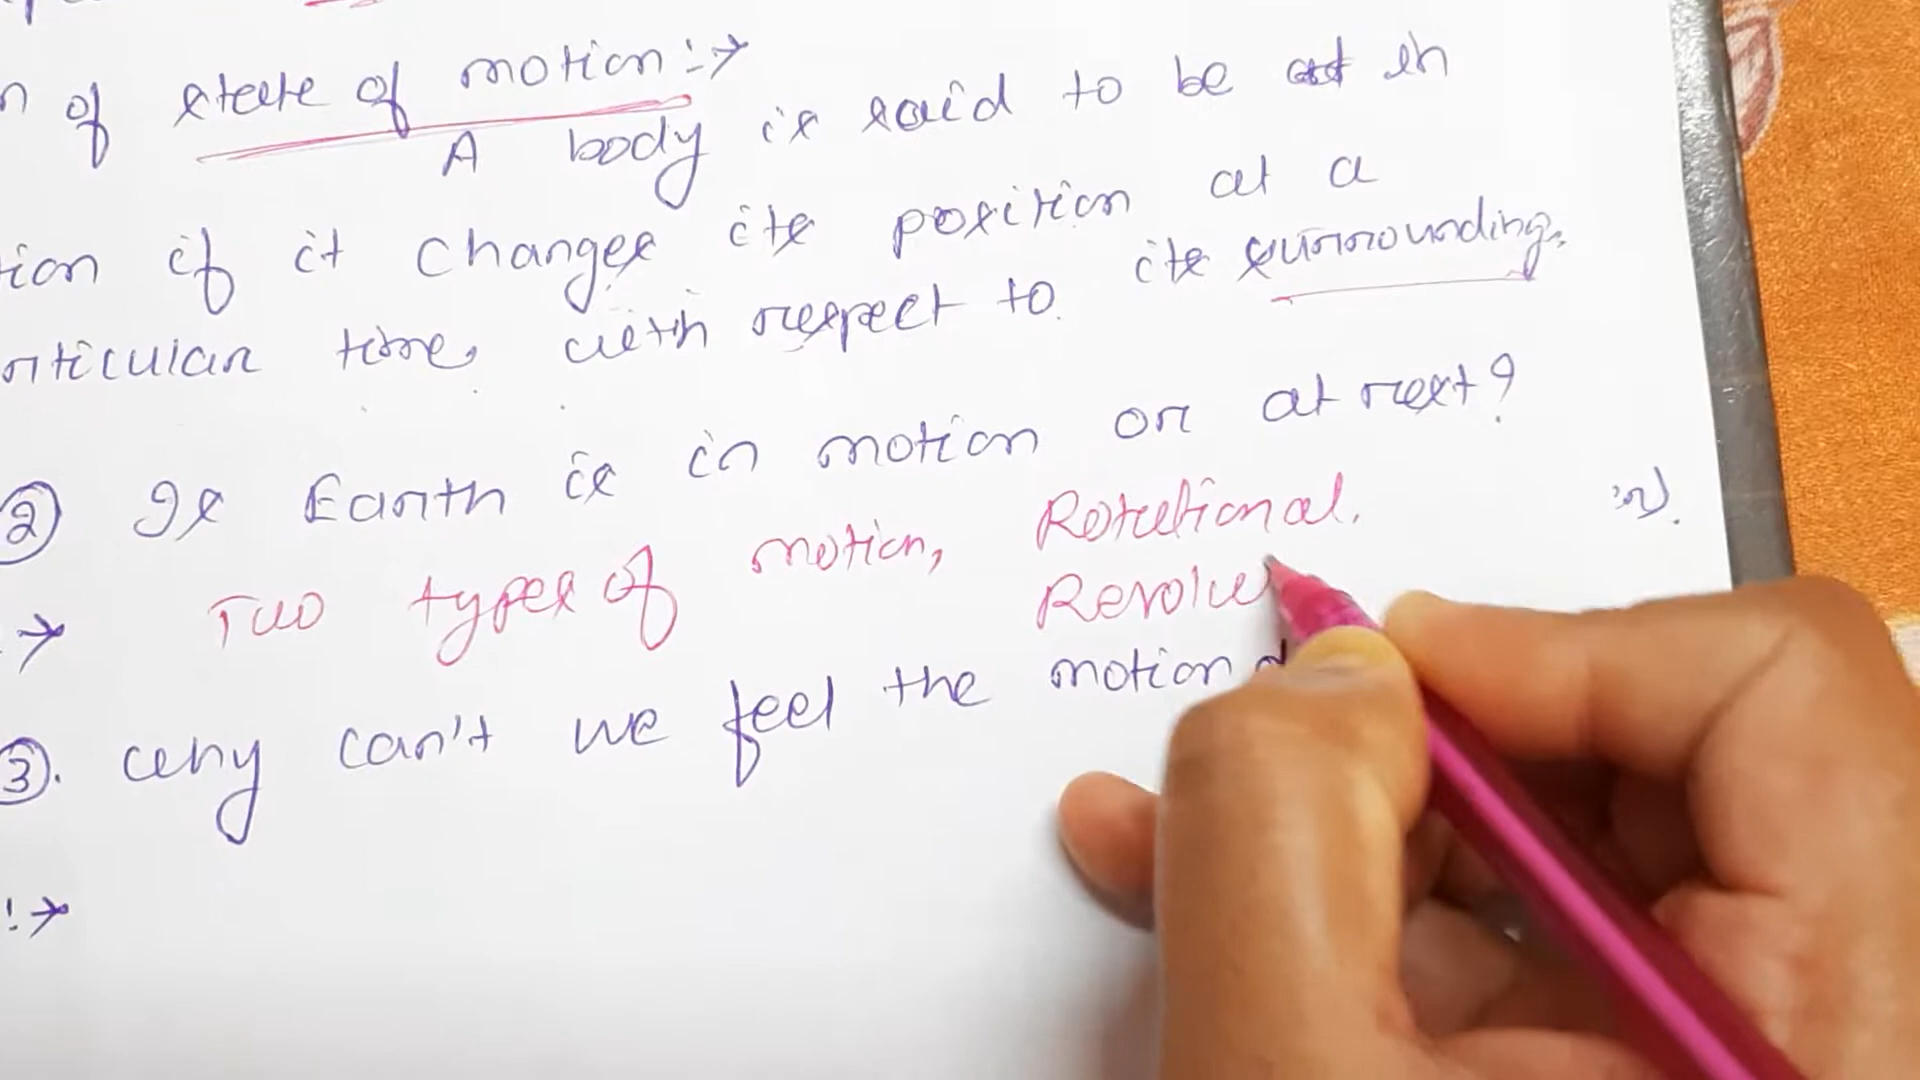 n of state of motion :→
A body is said to be in
tion if it changes its position at a
rticular time, with respect to its surrounding.
② Is Earth is in motion or at rest?
→ Two types of motion, Rotational.
Revolu
③. why can't we feel the motion
:→